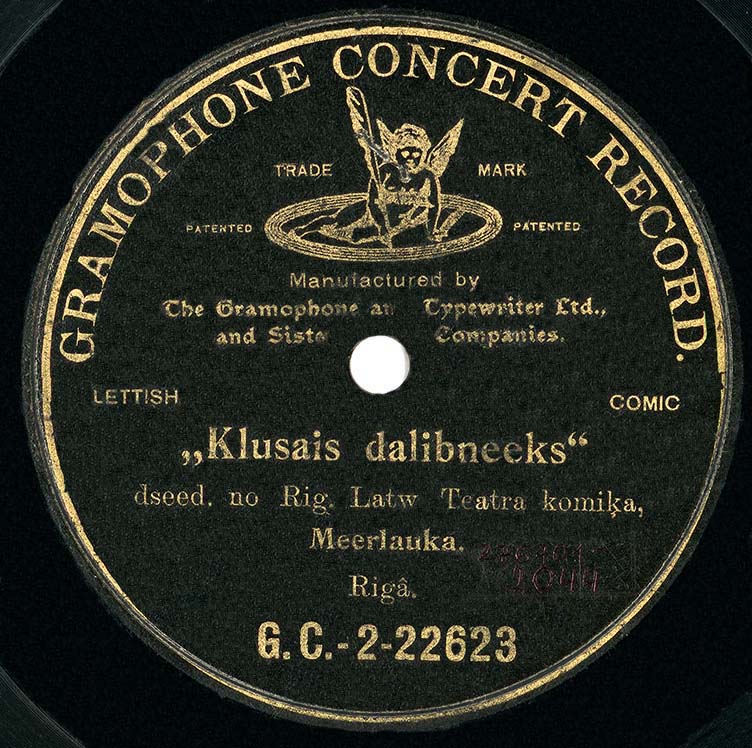 GRAMOPHONE CONCERT RECORD.
TRADE MARK
PATENTED PATENTED
Manufactured by
The Gramophone an Typewriter Ltd.,
and Siste Companies.
LETTISH COMIC
„Klusais dalibneeks“
dseed. no Rig. Latw Teatra komiķa,
Meerlauka.
Rigâ.
G.C.-2-22623